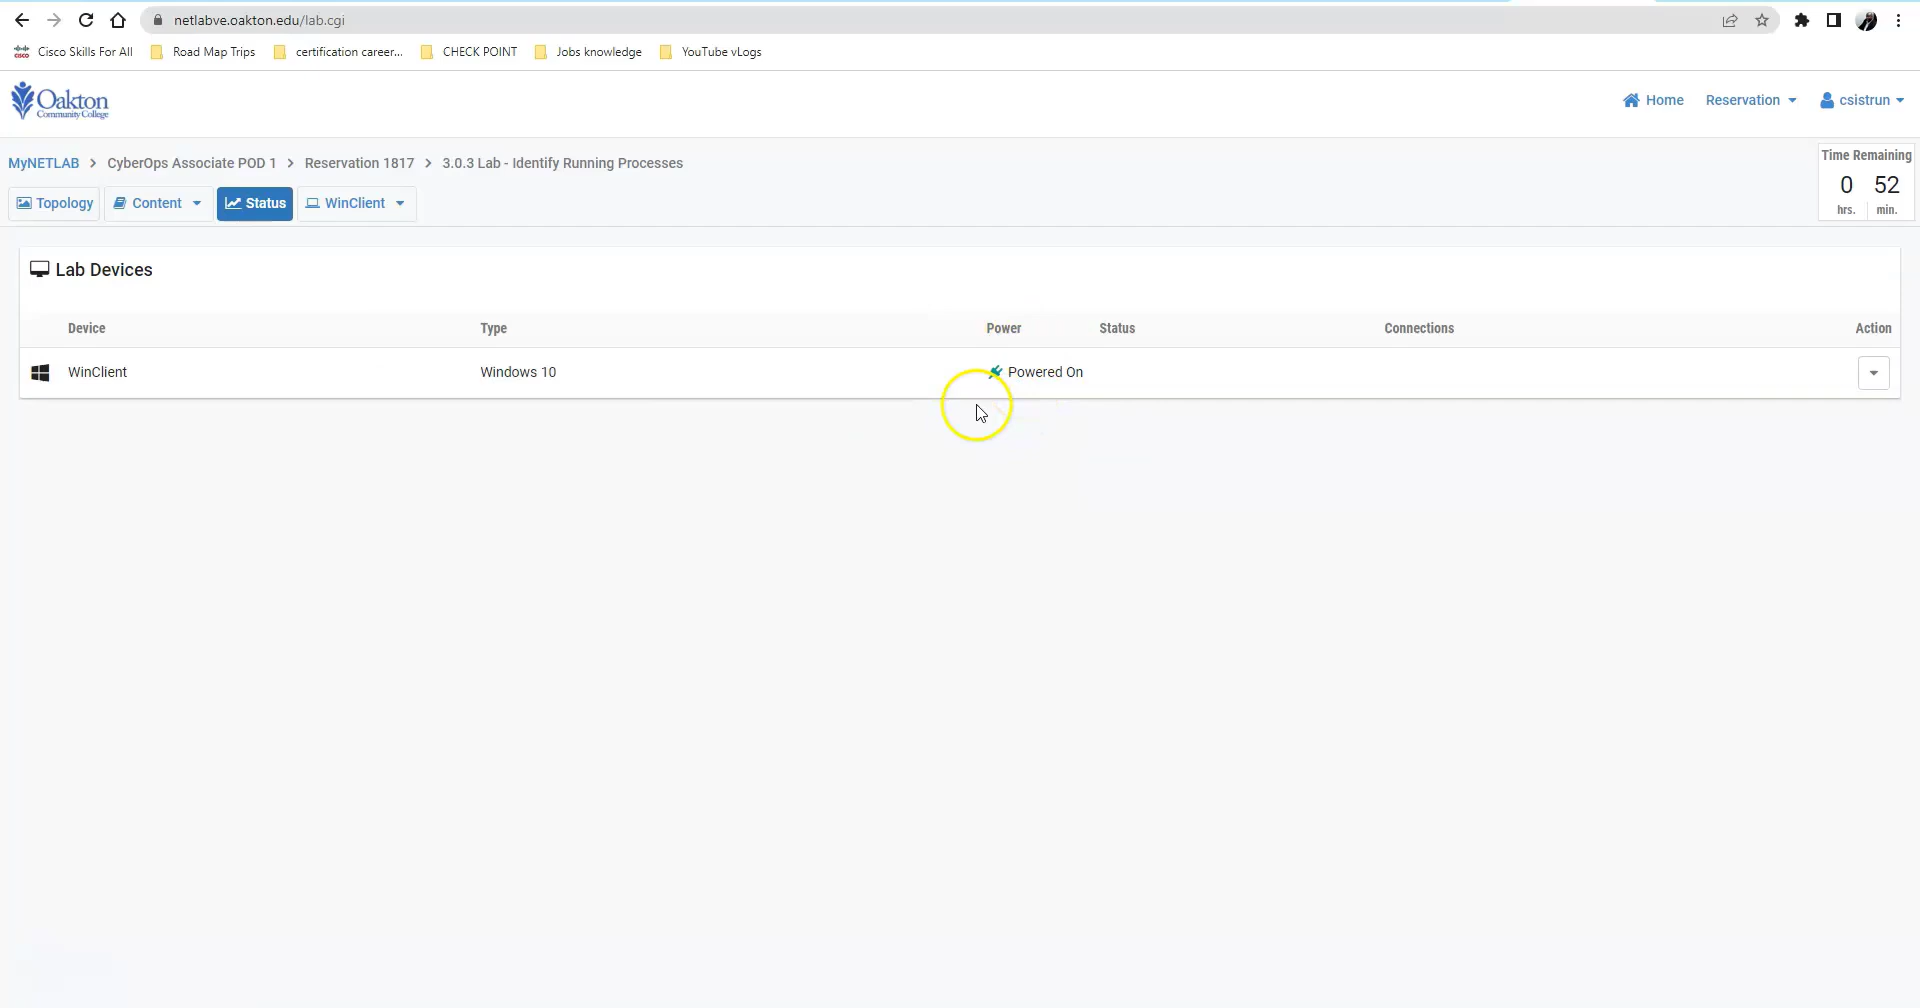 netlabve.oakton.edu/lab.cgi
Cisco Skills For All Road Map Trips certification career... CHECK POINT Jobs knowledge YouTube vLogs
Oakton
Community College
Home Reservation csistrun
MyNETLAB > CyberOps Associate POD 1 > Reservation 1817 > 3.0.3 Lab - Identify Running Processes
Time Remaining
0 52
hrs. min.
Topology Content Status WinClient
Lab Devices
Device Type Power Status Connections Action
WinClient Windows 10 Powered On